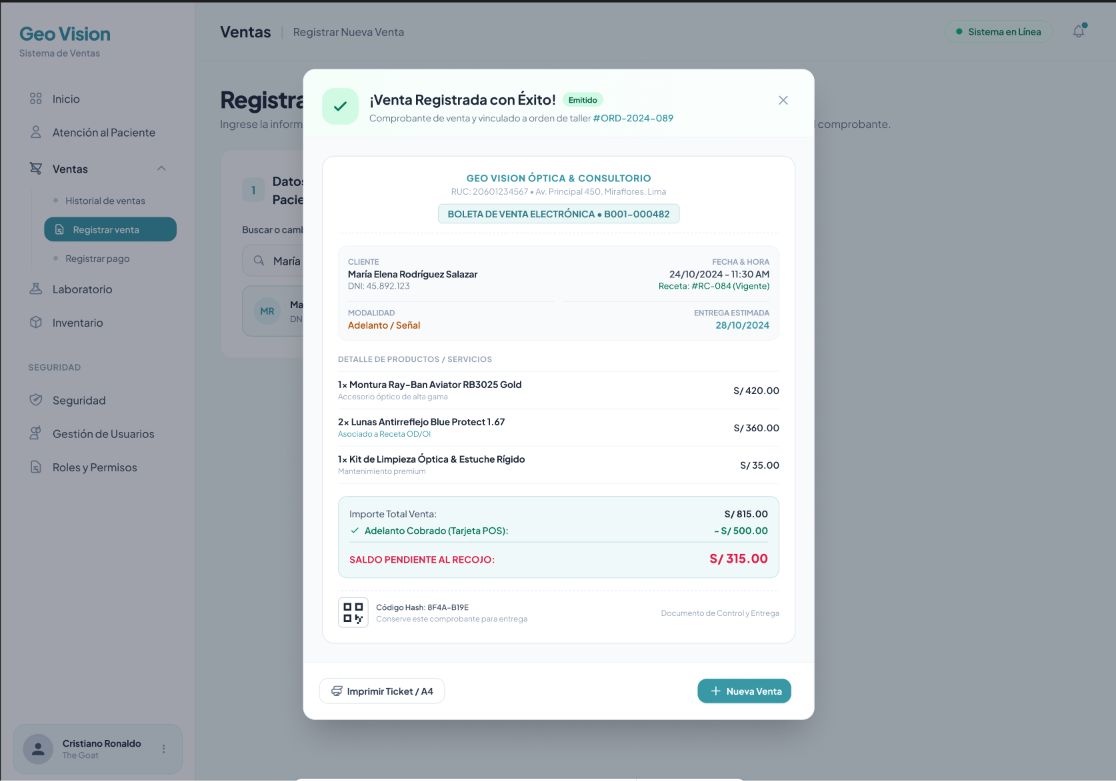 Geo Vision
Sistema de Ventas
Inicio
Atención al Paciente
Ventas
Historial de ventas
Registrar venta
Registrar pago
Laboratorio
Inventario
SEGURIDAD
Seguridad
Gestión de Usuarios
Roles y Permisos
Cristiano Ronaldo
The Goat
Ventas | Registrar Nueva Venta
Sistema en Línea
Registra
Ingrese la inform
l comprobante.
1
Datos
Pacie
Buscar o camb
María
MR
Ma
DN
¡Venta Registrada con Éxito! Emitido
Comprobante de venta y vinculado a orden de taller #ORD-2024-089
GEO VISION ÓPTICA & CONSULTORIO
RUC: 20601234567 • Av. Principal 450, Miraflores, Lima
BOLETA DE VENTA ELECTRÓNICA • B001-000482
CLIENTE
María Elena Rodríguez Salazar
DNI: 45.892.123
FECHA & HORA
24/10/2024 - 11:30 AM
Receta: #RC-084 (Vigente)
MODALIDAD
Adelanto / Señal
ENTREGA ESTIMADA
28/10/2024
DETALLE DE PRODUCTOS / SERVICIOS
1x Montura Ray-Ban Aviator RB3025 Gold
Accesorio óptico de alta gama
S/ 420.00
2x Lunas Antirreflejo Blue Protect 1.67
Asociado a Receta OD/OI
S/ 360.00
1x Kit de Limpieza Óptica & Estuche Rígido
Mantenimiento premium
S/ 35.00
Importe Total Venta: S/ 815.00
Adelanto Cobrado (Tarjeta POS): - S/ 500.00
SALDO PENDIENTE AL RECOJO: S/ 315.00
Código Hash: 8F4A-B19E
Conserve este comprobante para entrega
Documento de Control y Entrega
Imprimir Ticket / A4
Nueva Venta